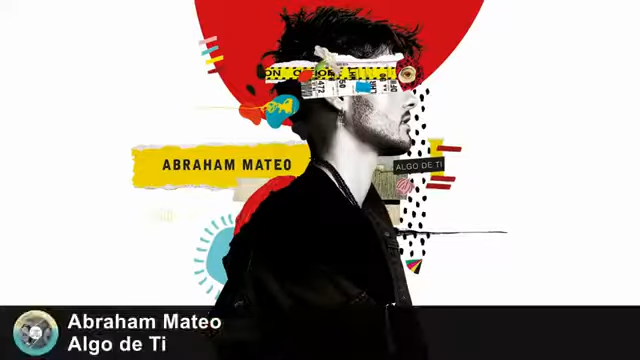 ABRAHAM MATEO
ALGO DE TI
Abraham Mateo
Algo de Ti